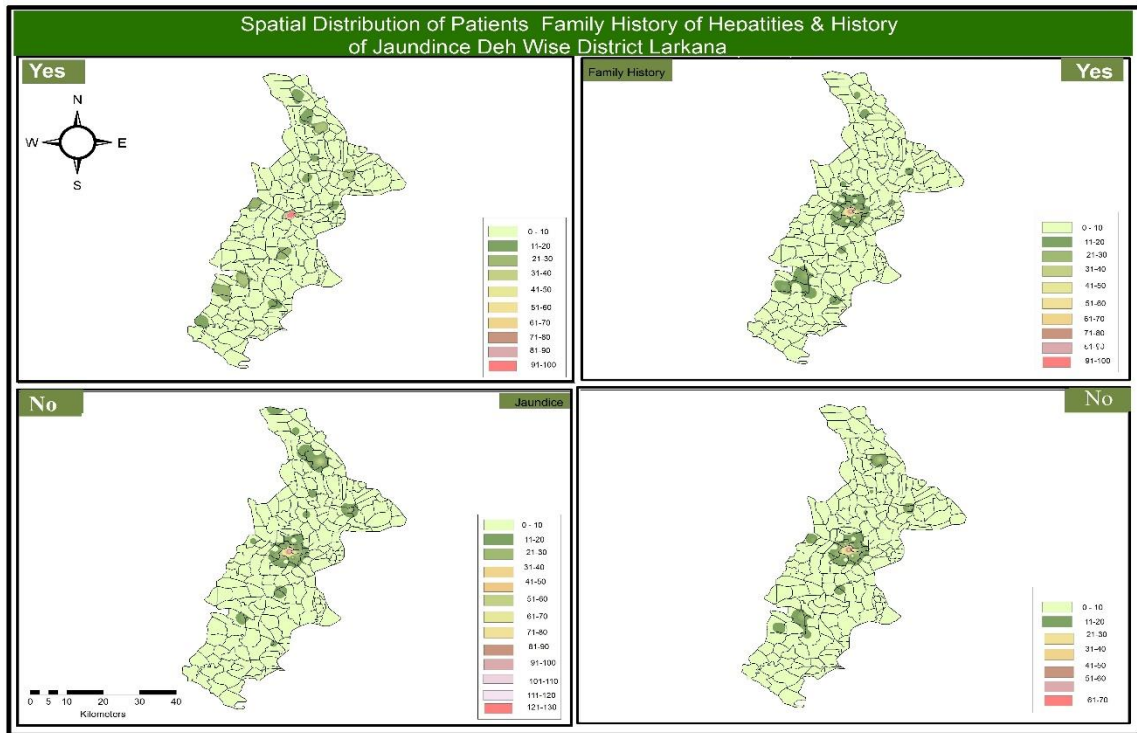 Spatial Distribution of Patients Family History of Hepatities & History
of Jaundince Deh Wise District Larkana
Yes
N
W E
S
0 - 10
11-20
21-30
31-40
41-50
51-60
61-70
71-80
81-90
91-100
Family History
Yes
0 - 10
11-20
21-30
31-40
41-50
51-60
61-70
71-80
91-100
No
Jaundice
0 - 10
11-20
21-30
31-40
41-50
51-60
61-70
71-80
81-90
91-100
101-110
111-120
121-130
0 5 10 20 30 40
Kilometers
No
0 - 10
11-20
21-30
31-40
41-50
51-60
61-70